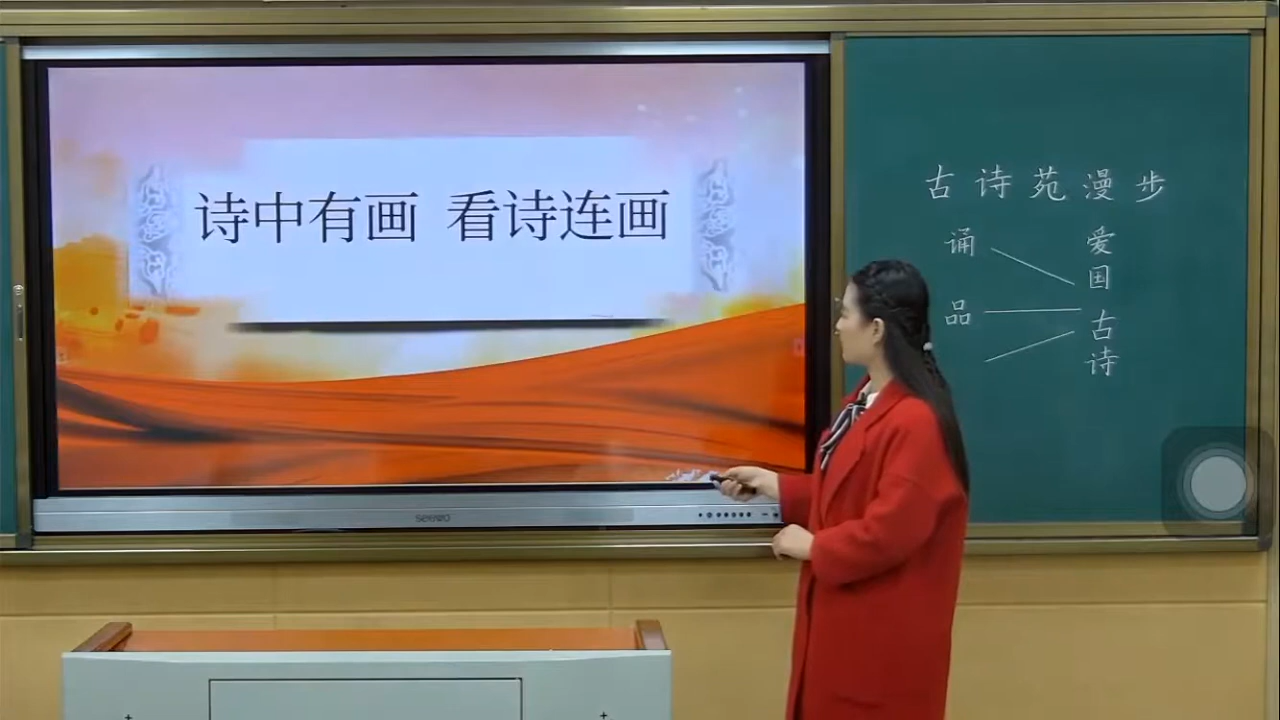 诗中有画 看诗连画
seewo
古诗苑漫步
诵
品
爱国古诗